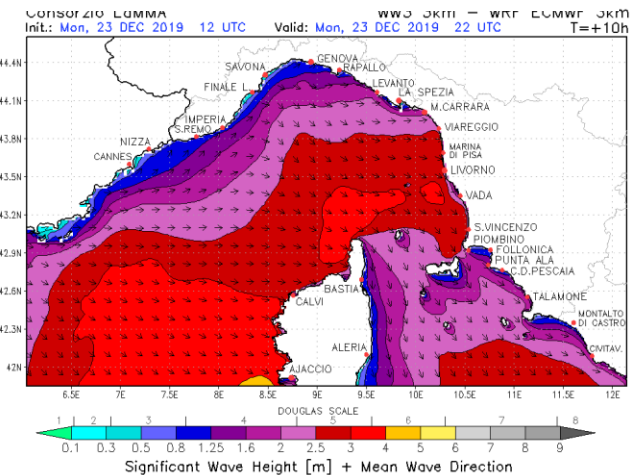 Consorzio LaMMA WW3 3km – WRF ECMWF 3km
Init.: Mon, 23 DEC 2019 12 UTC Valid: Mon, 23 DEC 2019 22 UTC T=+10h
44.4N
44.1N
43.8N
43.5N
43.2N
42.9N
42.6N
42.3N
42N
GENOVA
SAVONA
RAPALLO
FINALE L.
LEVANTO
LA SPEZIA
M.CARRARA
IMPERIA
S.REMO
VIAREGGIO
NIZZA
MARINA
DI PISA
CANNES
LIVORNO
VADA
S.VINCENZO
PIOMBINO
FOLLONICA
PUNTA ALA
C.D.PESCAIA
BASTIA
CALVI
TALAMONE
MONTALTO
DI CASTRO
ALERIA
CIVITAV.
AJACCIO
6.5E 7E 7.5E 8E 8.5E 9E 9.5E 10E 10.5E 11E 11.5E 12E
DOUGLAS SCALE
1 2 3 4 5 6 7 8
0.1 0.3 0.5 0.8 1.25 1.6 2 2.5 3 4 5 6 7 8 9
Significant Wave Height [m] + Mean Wave Direction